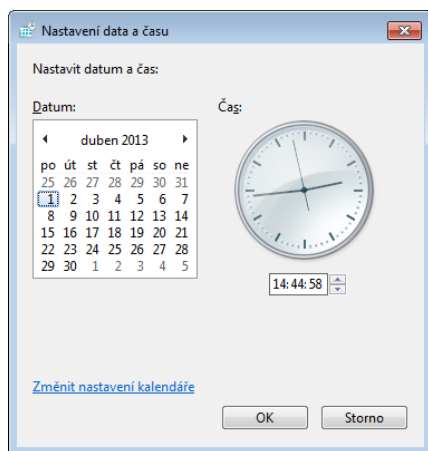 Nastavení data a času
Nastavit datum a čas:
Datum:
Čas:
duben 2013
po út st čt pá so ne
25 26 27 28 29 30 31
1 2 3 4 5 6 7
8 9 10 11 12 13 14
15 16 17 18 19 20 21
22 23 24 25 26 27 28
29 30 1 2 3 4 5
14:44:58
Změnit nastavení kalendáře
OK
Storno